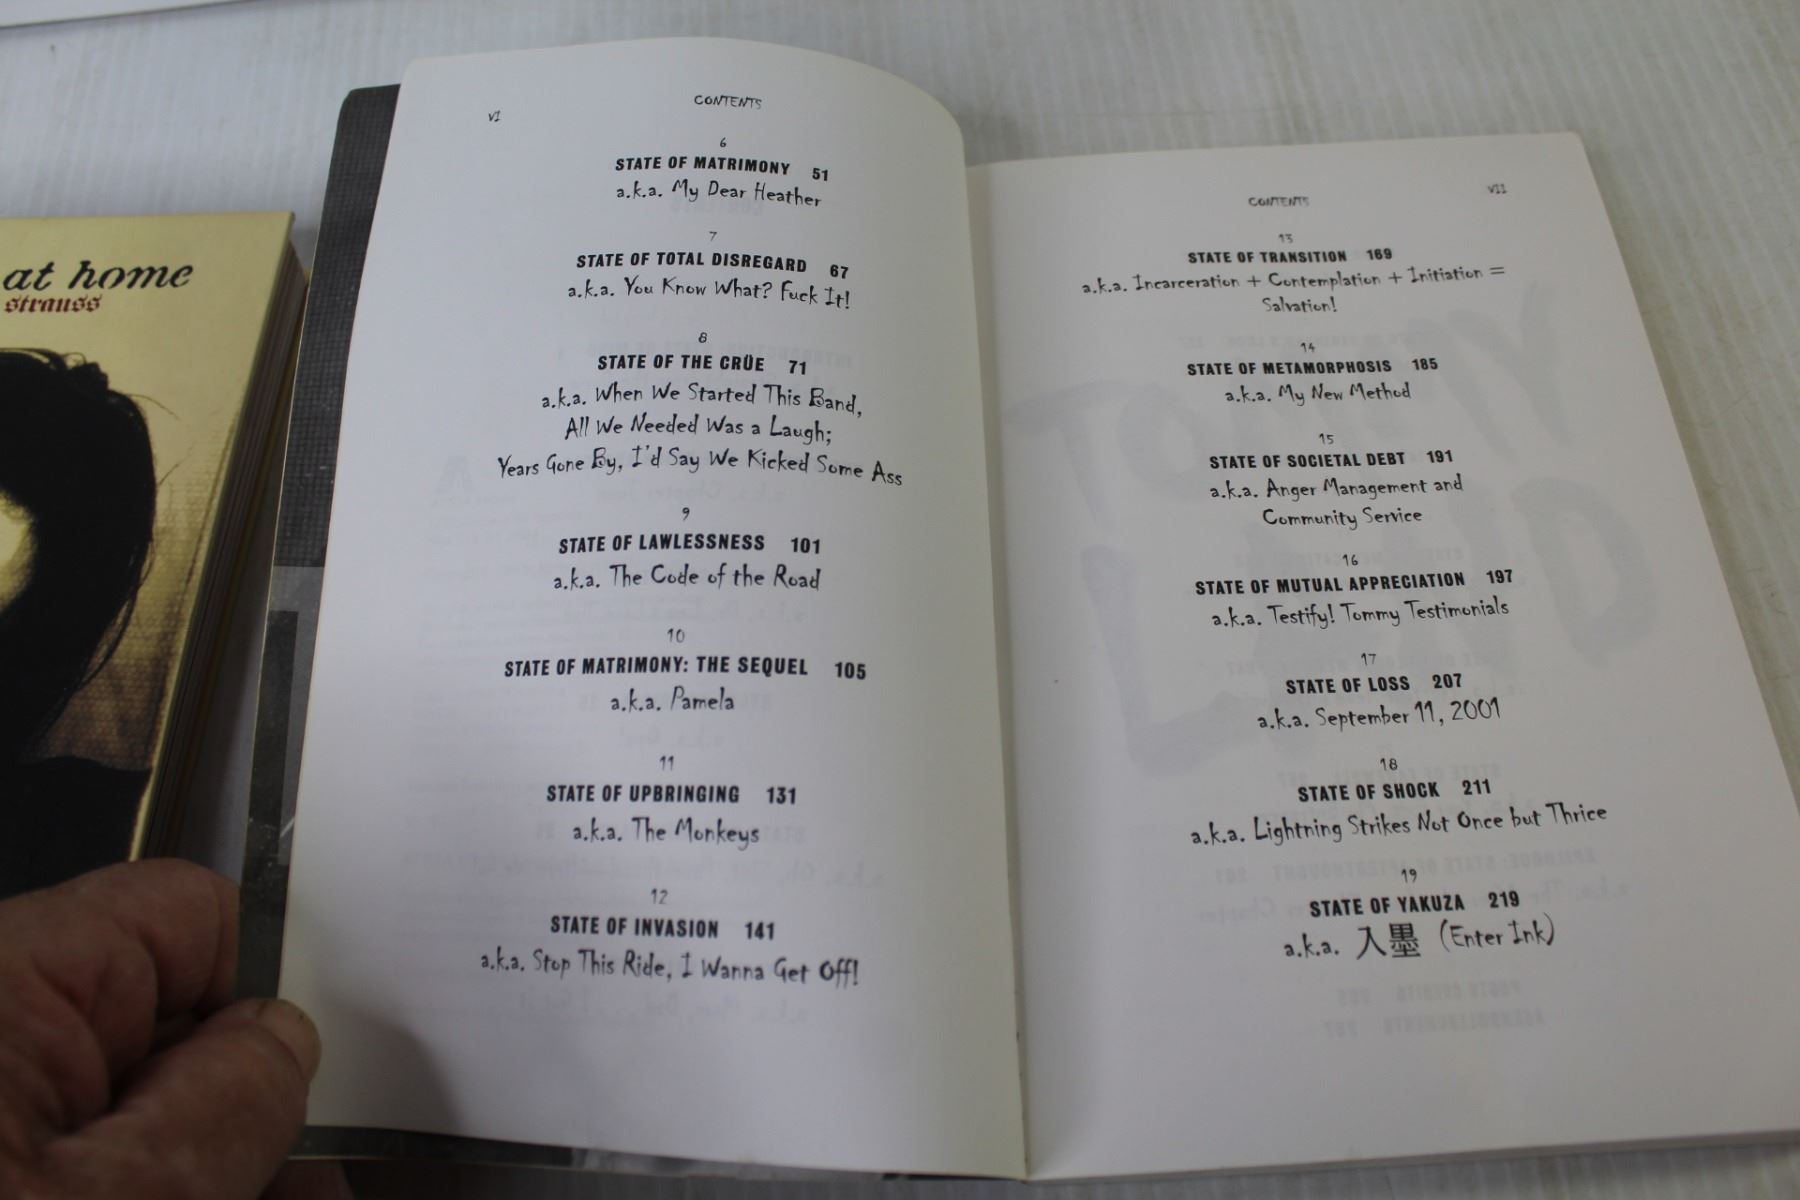 at home
strauss
VI
CONTENTS
6
STATE OF MATRIMONY 51
a.k.a. My Dear Heather
7
STATE OF TOTAL DISREGARD 67
a.k.a. You Know What? Fuck It!
8
STATE OF THE CRÜE 71
a.k.a. When We Started This Band,
All We Needed Was a Laugh;
Years Gone By, I'd Say We Kicked Some Ass
9
STATE OF LAWLESSNESS 101
a.k.a. The Code of the Road
10
STATE OF MATRIMONY: THE SEQUEL 105
a.k.a. Pamela
11
STATE OF UPBRINGING 131
a.k.a. The Monkeys
12
STATE OF INVASION 141
a.k.a. Stop This Ride, I Wanna Get Off!
CONTENTS
VII
13
STATE OF TRANSITION 169
a.k.a. Incarceration + Contemplation + Initiation =
Salvation!
14
STATE OF METAMORPHOSIS 185
a.k.a. My New Method
15
STATE OF SOCIETAL DEBT 191
a.k.a. Anger Management and
Community Service
16
STATE OF MUTUAL APPRECIATION 197
a.k.a. Testify! Tommy Testimonials
17
STATE OF LOSS 207
a.k.a. September 11, 2001
18
STATE OF SHOCK 211
a.k.a. Lightning Strikes Not Once but Thrice
19
STATE OF YAKUZA 219
a.k.a. 入墨 (Enter Ink)